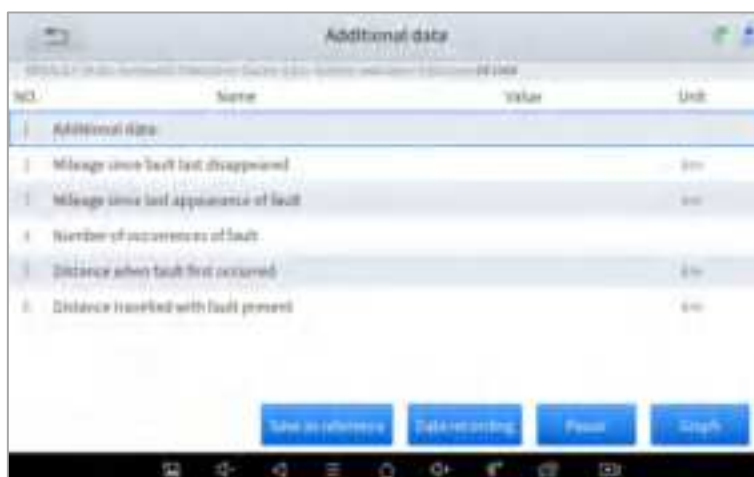 Additional data
NO. Name Value Unit
1 Additional data
2 Mileage since fault last disappeared km
3 Mileage since last appearance of fault km
4 Number of occurrences of fault
5 Distance when fault first occurred km
6 Distance travelled with fault present km
Save as reference Data recording Pause Graph